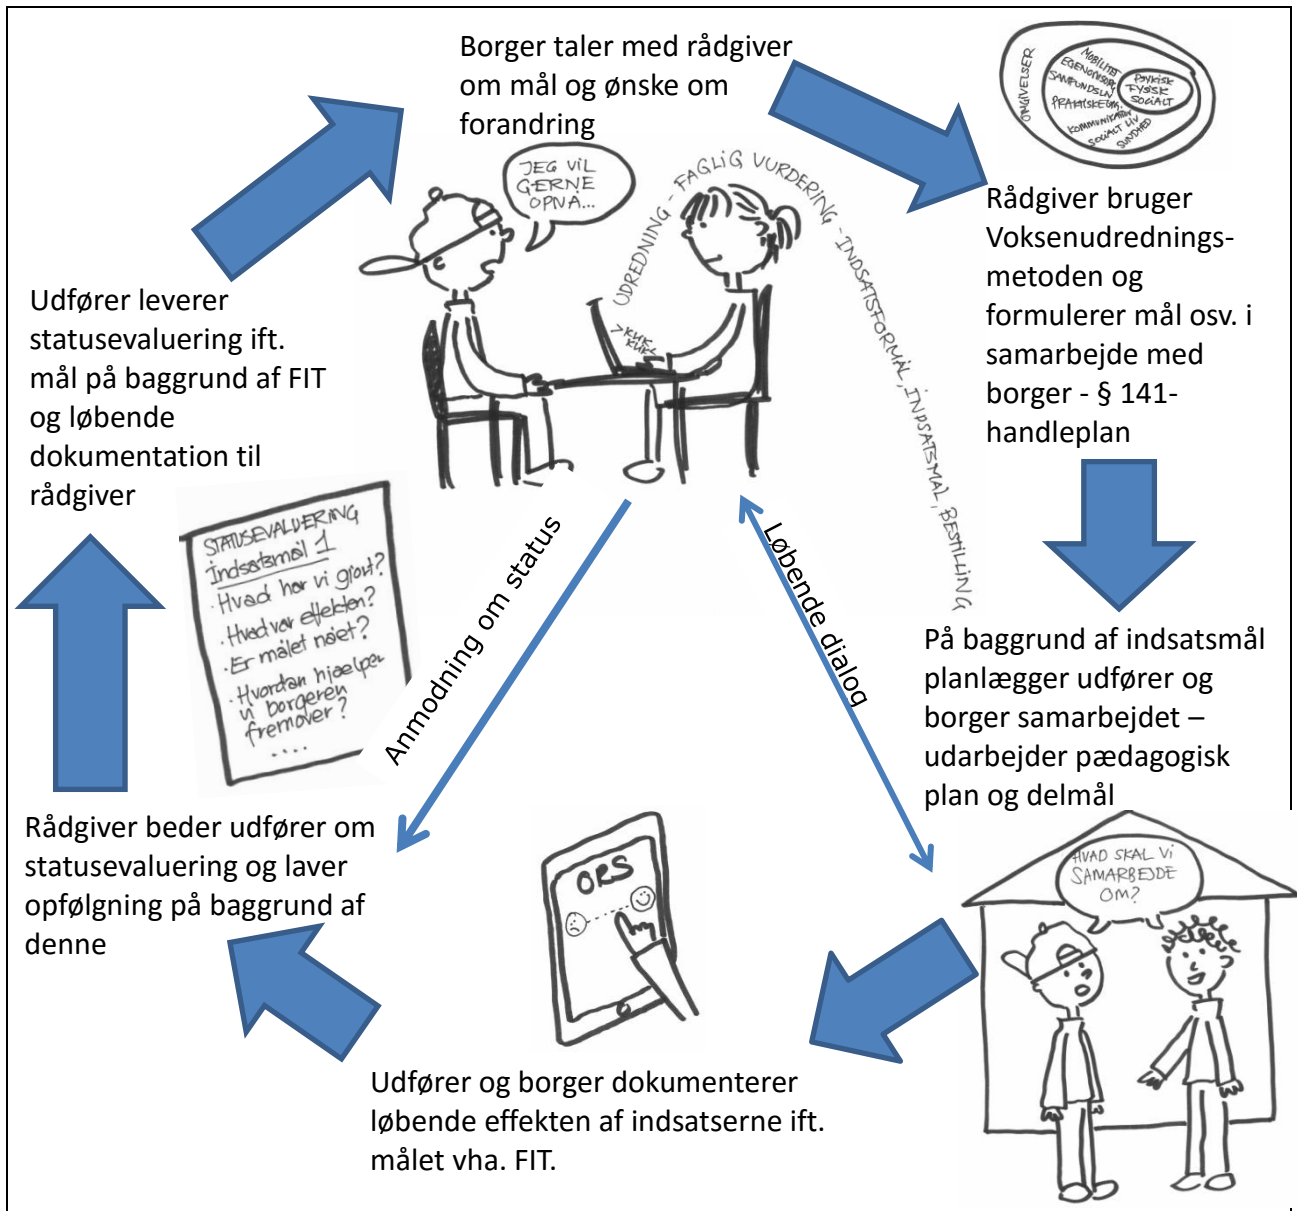 Borger taler med rådgiver
om mål og ønske om
forandring
JEG VIL
GERNE
OPNÅ...
UDREDNING - FAGLIG VURDERING - INDSATSFORMÅL, INDSATSMÅL, BESTILLING
OMGIVELSER
MOBILITET
EGENOMSORG
SAMFUNDSLIV
PRAKTISKE
KOMMUNIKATION
SOCIALT LIV
SUNDHED
PSYKISK
FYSISK
SOCIALT
Rådgiver bruger
Voksenudrednings-
metoden og
formulerer mål osv. i
samarbejde med
borger - § 141-
handleplan
På baggrund af indsatsmål
planlægger udfører og
borger samarbejdet –
udarbejder pædagogisk
plan og delmål
HVAD SKAL VI
SAMARBEJDE
OM?
Løbende dialog
Udfører og borger dokumenterer
løbende effekten af indsatserne ift.
målet vha. FIT.
ORS
Anmodning om status
Rådgiver beder udfører om
statusevaluering og laver
opfølgning på baggrund af
denne
STATUSEVALUERING
Indsatsmål 1
· Hvad har vi gjort?
· Hvad var effekten?
· Er målet nået?
· Hvordan hjælper
vi borgeren
fremover?
.....
Udfører leverer
statusevaluering ift.
mål på baggrund af FIT
og løbende
dokumentation til
rådgiver